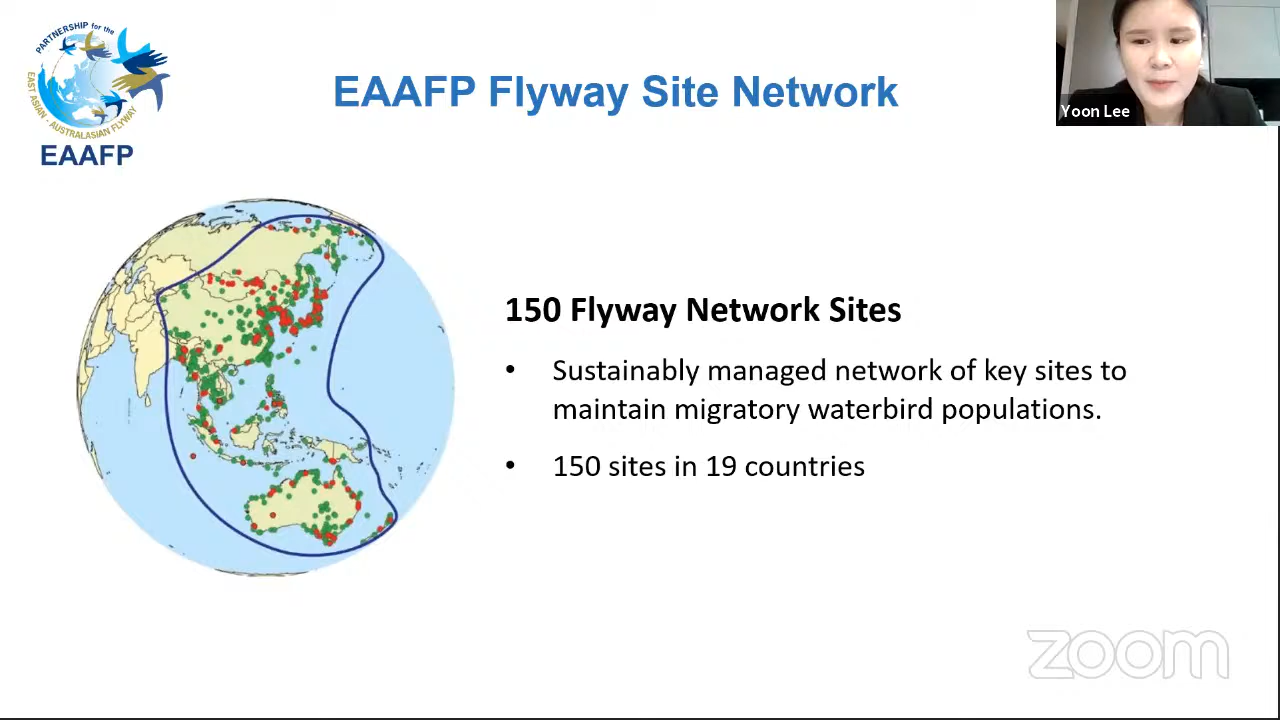 PARTNERSHIP for the
EAST ASIAN - AUSTRALASIAN FLYWAY
EAAFP
EAAFP Flyway Site Network
Yoon Lee
150 Flyway Network Sites
• Sustainably managed network of key sites to
maintain migratory waterbird populations.
• 150 sites in 19 countries
zoom